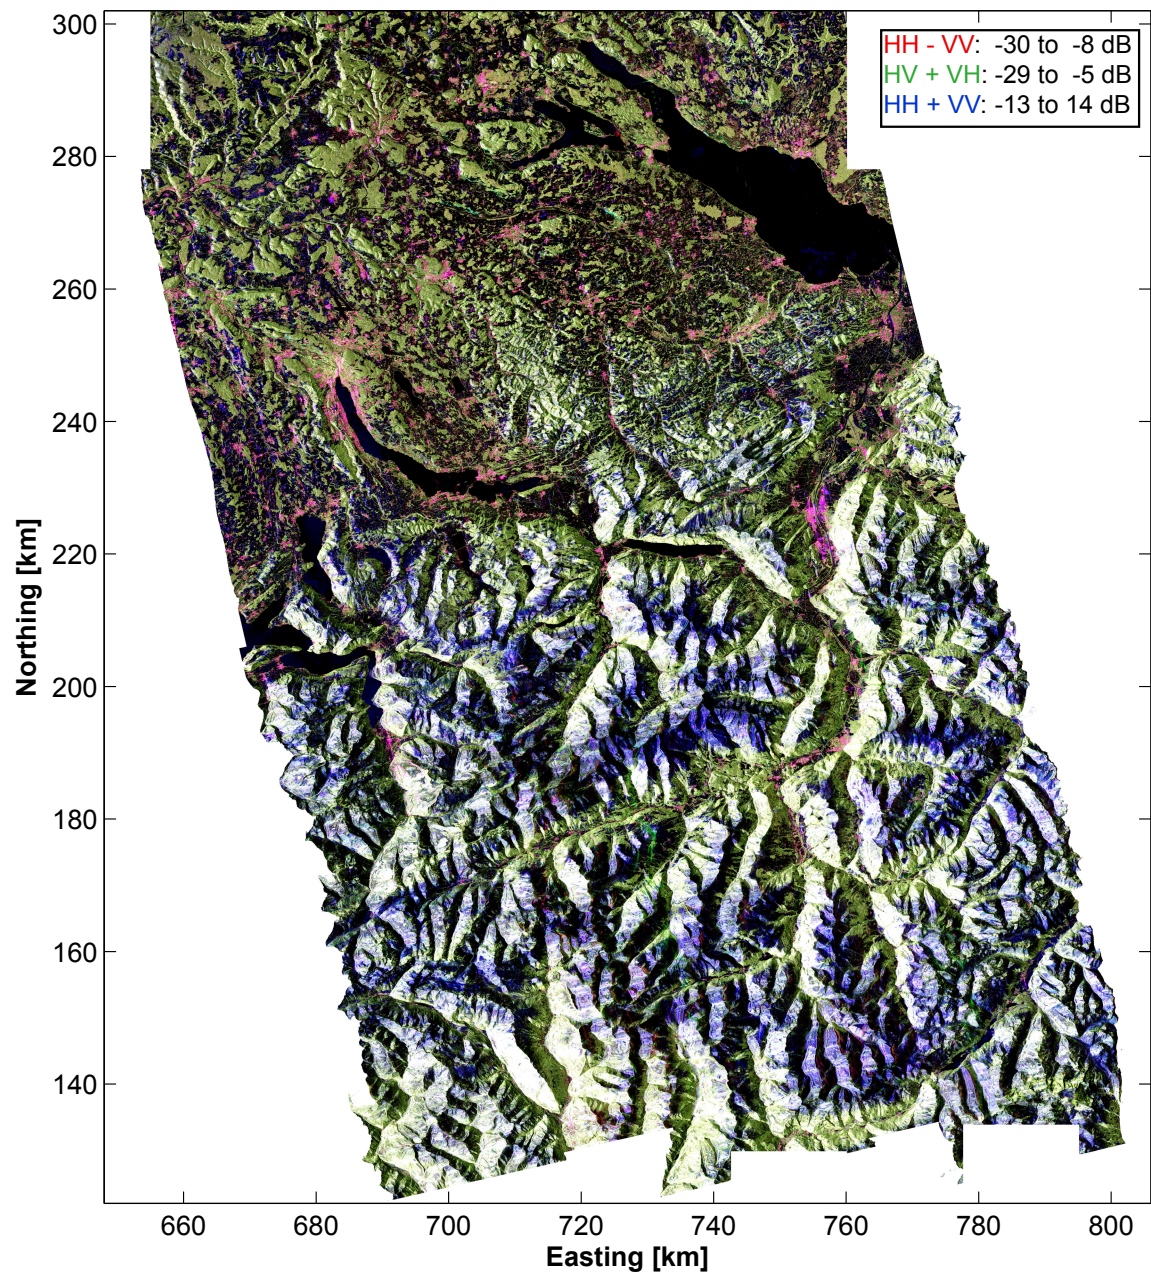 HH - VV: -30 to -8 dB
HV + VH: -29 to -5 dB
HH + VV: -13 to 14 dB
300
280
260
240
220
200
180
160
140
Northing [km]
660 680 700 720 740 760 780 800
Easting [km]